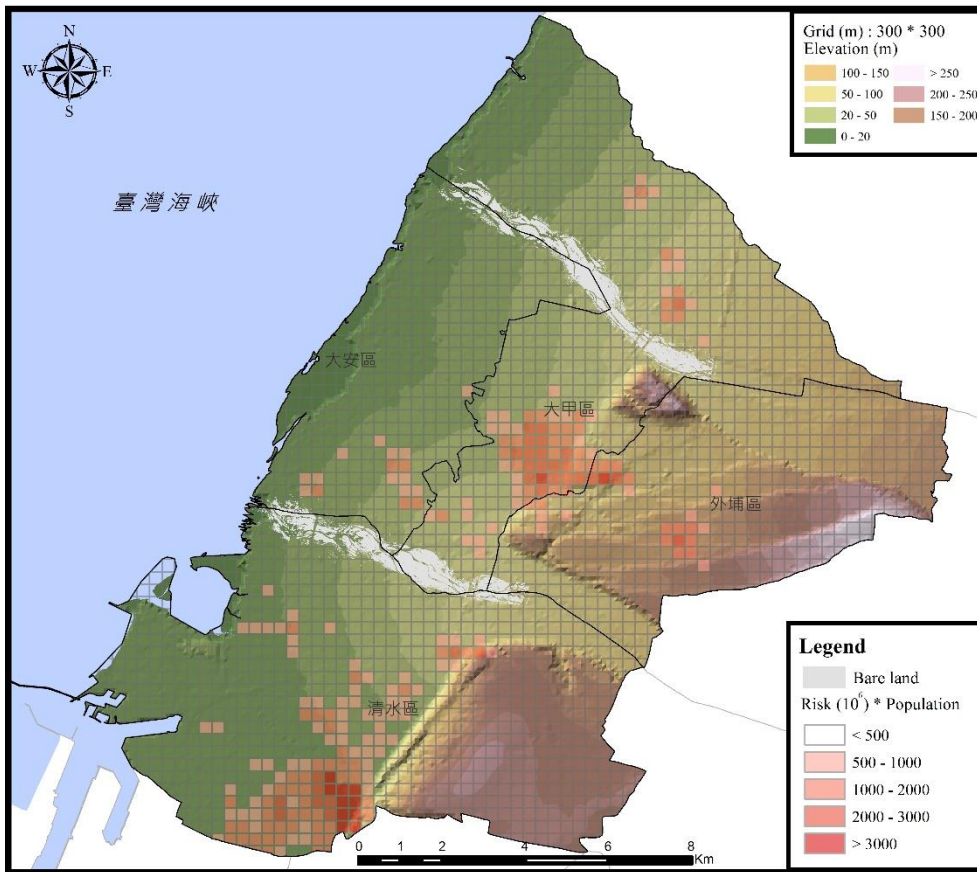 N
W E
S
臺灣海峽
Grid (m) : 300 * 300
Elevation (m)
100 - 150 > 250
50 - 100 200 - 250
20 - 50 150 - 200
0 - 20
大安區
大甲區
外埔區
清水區
Legend
Bare land
Risk (10⁶) * Population
< 500
500 - 1000
1000 - 2000
2000 - 3000
> 3000
0 1 2 4 6 8
Km